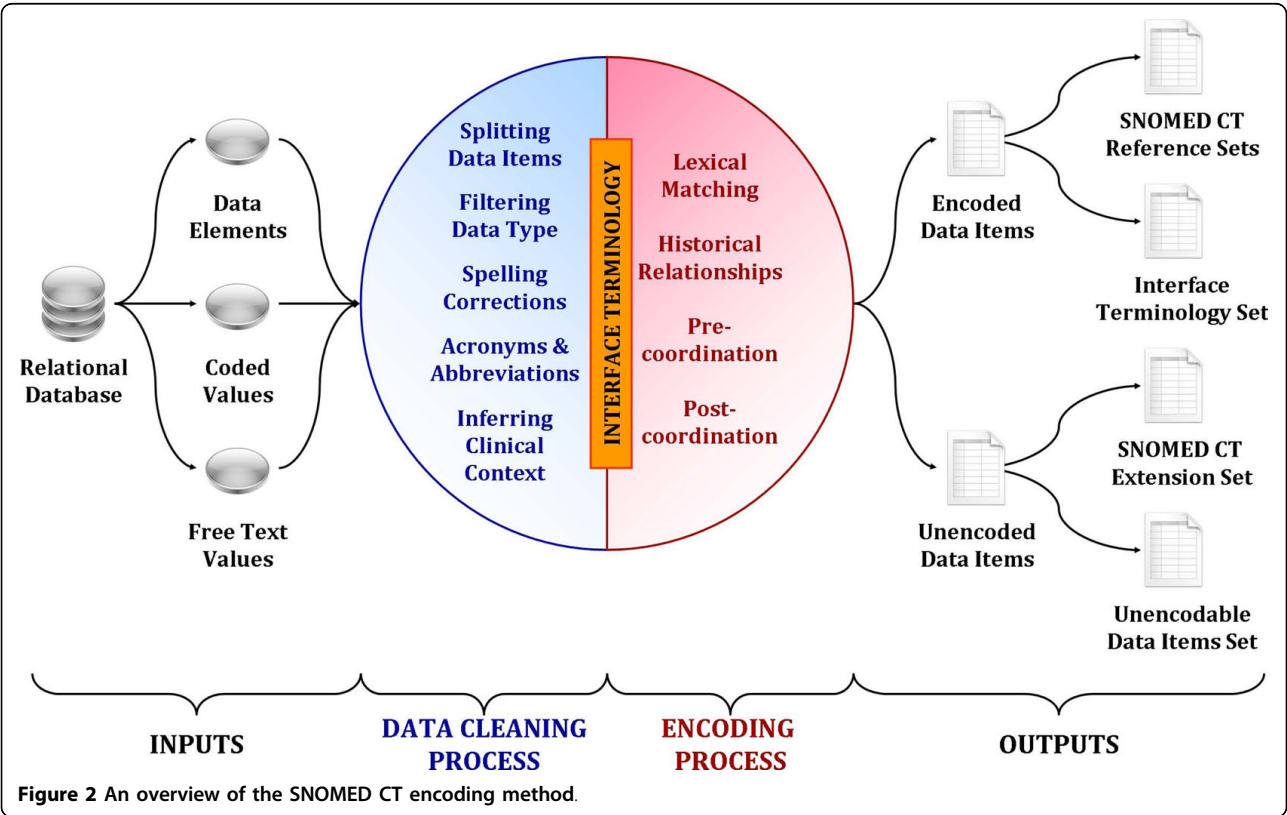 Relational
Database
Data
Elements
Coded
Values
Free Text
Values
Splitting
Data Items
Filtering
Data Type
Spelling
Corrections
Acronyms &
Abbreviations
Inferring
Clinical
Context
INTERFACE TERMINOLOGY
Lexical
Matching
Historical
Relationships
Pre-
coordination
Post-
coordination
Encoded
Data Items
Unencoded
Data Items
SNOMED CT
Reference Sets
Interface
Terminology Set
SNOMED CT
Extension Set
Unencodable
Data Items Set
INPUTS
DATA CLEANING
PROCESS
ENCODING
PROCESS
OUTPUTS
Figure 2 An overview of the SNOMED CT encoding method.